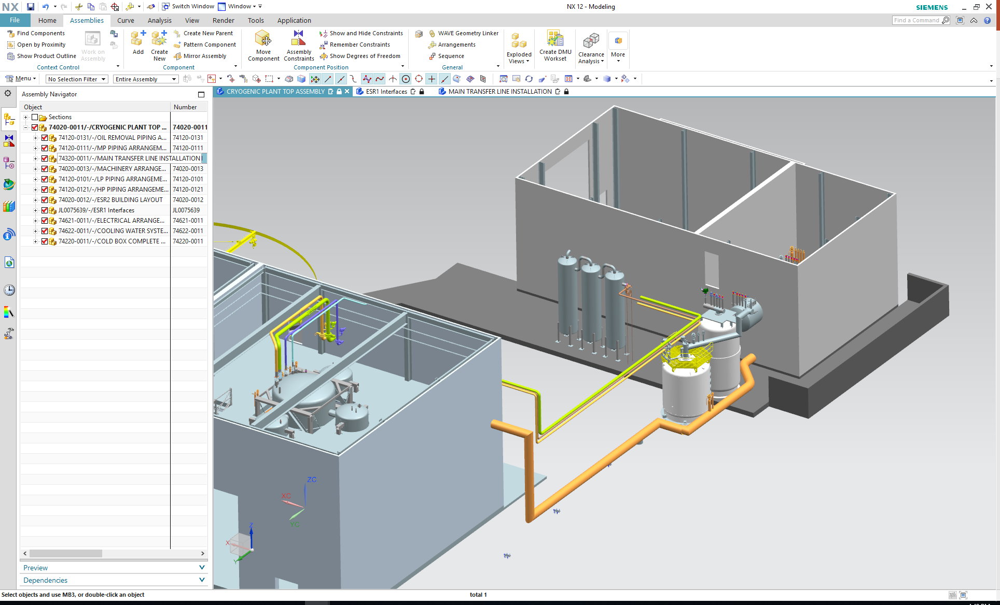 NX
Switch Window
Window
NX 12 - Modeling
SIEMENS
File
Home
Assemblies
Curve
Analysis
View
Render
Tools
Application
Find a Command
Find Components
Open by Proximity
Show Product Outline
Work on Assembly
Context Control
Add
Create New
Create New Parent
Pattern Component
Mirror Assembly
Component
Move Component
Assembly Constraints
Show and Hide Constraints
Remember Constraints
Show Degrees of Freedom
Component Position
WAVE Geometry Linker
Arrangements
Sequence
General
Exploded Views
Create DMU Workset
Clearance Analysis
More
Menu
No Selection Filter
Entire Assembly
Assembly Navigator
CRYOGENIC PLANT TOP ASSEMBLY
ESR1 Interfaces
MAIN TRANSFER LINE INSTALLATION
Object Number
Sections
74020-0011/-/CRYOGENIC PLANT TOP ... 74020-0011
74120-0131/-/OIL REMOVAL PIPING A... 74120-0131
74120-0111/-/MP PIPING ARRANGEM... 74120-0111
74320-0011/-/MAIN TRANSFER LINE INSTALLATION
74020-0013/-/MACHINERY ARRANGE... 74020-0013
74120-0101/-/LP PIPING ARRANGEME... 74120-0101
74120-0121/-/HP PIPING ARRANGEME... 74120-0121
74020-0012/-/ESR2 BUILDING LAYOUT 74020-0012
JL0075639/-/ESR1 Interfaces JL0075639
74621-0011/-/ELECTRICAL ARRANGE... 74621-0011
74622-0011/-/COOLING WATER SYSTE... 74622-0011
74220-0011/-/COLD BOX COMPLETE ... 74220-0011
ZC
XC
YC
Z
X
Y
Preview
Dependencies
Select objects and use MB3, or double-click an object
total 1